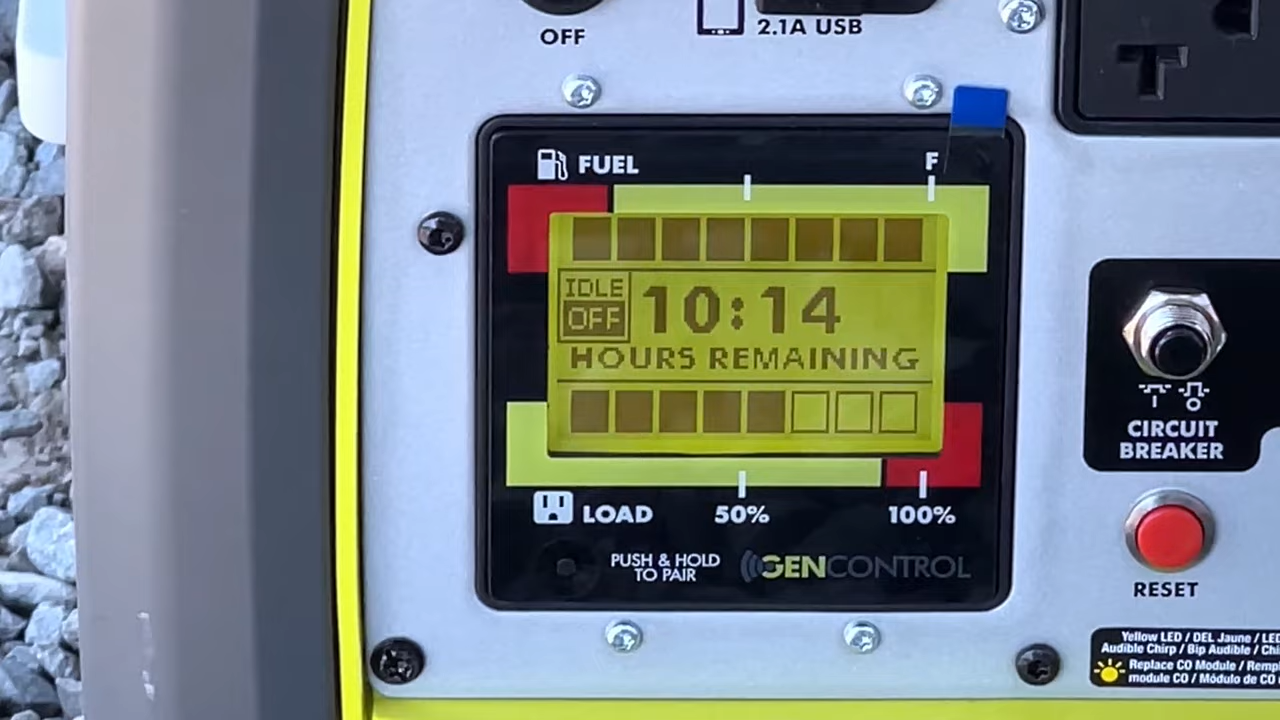 OFF
2.1A USB
FUEL
F
IDLE
OFF
10:14
HOURS REMAINING
LOAD
50%
100%
PUSH & HOLD
TO PAIR
GENCONTROL
CIRCUIT
BREAKER
RESET
Yellow LED / DEL Jaune / LED
Audible Chirp / Bip Audible / Chi
Replace CO Module / Rempl
module CO / Módulo de CO